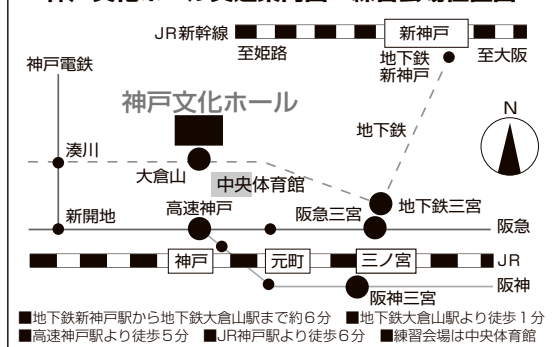 JR新幹線
新神戸
至姫路
地下鉄
新神戸
至大阪
神戸電鉄
神戸文化ホール
N
地下鉄
湊川
大倉山
中央体育館
新開地
高速神戸
阪急三宮
地下鉄三宮
阪急
神戸
元町
三ノ宮
JR
阪神三宮
阪神
■地下鉄新神戸駅から地下鉄大倉山駅まで約6分 ■地下鉄大倉山駅より徒歩1分
■高速神戸駅より徒歩5分 ■JR神戸駅より徒歩6分 ■練習会場は中央体育館